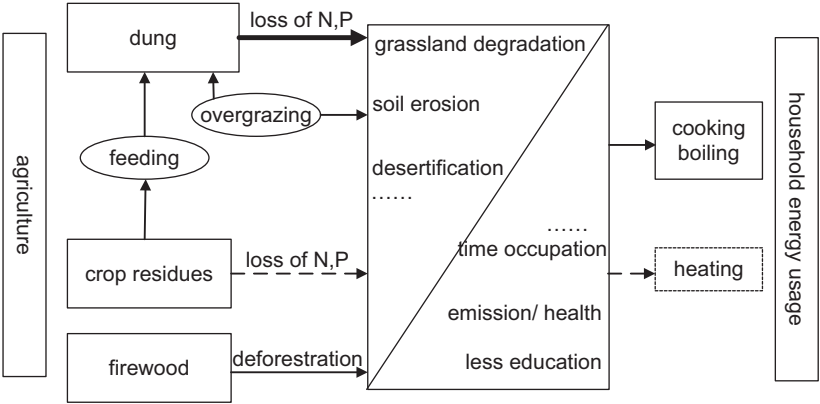 agriculture
dung
loss of N,P
overgrazing
feeding
crop residues
loss of N,P
firewood
deforestration
grassland degradation
soil erosion
desertification
......
......
time occupation
emission/ health
less education
cooking
boiling
heating
household energy usage